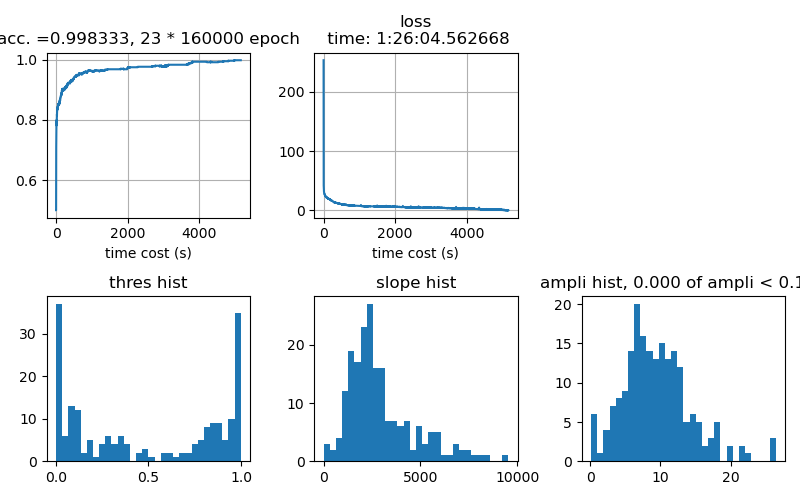 acc. =0.998333, 23 * 160000 epoch
loss
time: 1:26:04.562668
1.0
0.8
0.6
0 2000 4000
time cost (s)
200
100
0
0 2000 4000
time cost (s)
thres hist
30
20
10
0
0.0 0.5 1.0
slope hist
20
10
0
0 5000 10000
ampli hist, 0.000 of ampli < 0.1
20
15
10
5
0
0 10 20